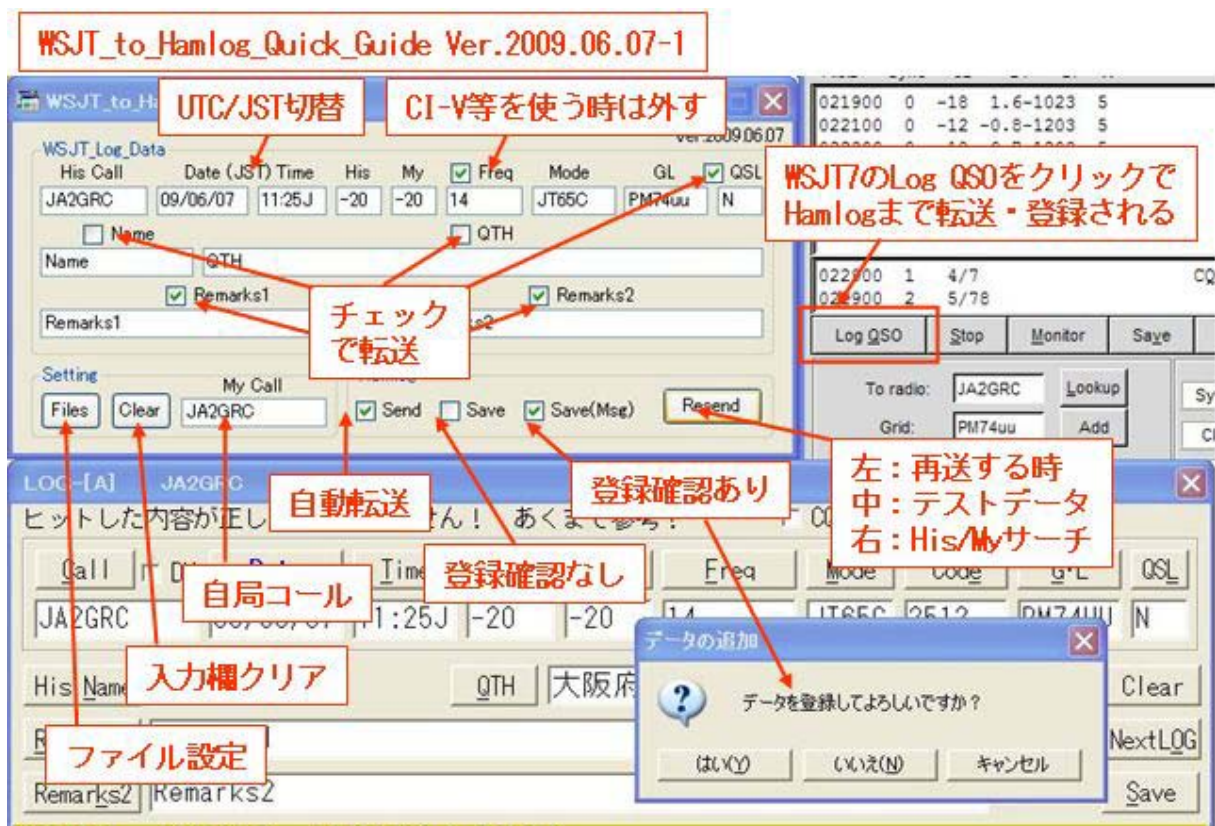 WSJT_to_Hamlog_Quick_Guide Ver.2009.06.07-1
WSJT_to_H
UTC/JST切替
CI-V等を使う時は外す
Ver.2009.06.07
WSJT_Log_Data
His Call Date (JST) Time His My Freq Mode GL QSL
JA2GRC 09/06/07 11:25J -20 -20 14 JT65C PM74uu N
Name QTH
Name QTH
Remarks1 Remarks2
Remarks1
チェック
で転送
Setting My Call
Files Clear JA2GRC Send Save Save(Msg) Resend
021900 0 -18 1.6-1023 5
022100 0 -12 -0.8-1203 5
WSJT7のLog QSOをクリックで
Hamlogまで転送・登録される
022800 1 4/7 CQ
022900 2 5/78
Log QSO Stop Monitor Save
To radio: JA2GRC Lookup
Grid: PM74uu Add
左：再送する時
中：テストデータ
右：His/Myサーチ
LOG-[A] JA2GRC
自動転送
登録確認あり
ヒットした内容が正し あくまで参考！
登録確認なし
Call Time Freq Mode Code G・L QSL
自局コール
JA2GRC 11:25J -20 -20 14 JT65C 2512 PM74UU N
入力欄クリア
His Name QTH 大阪府 Clear
データの追加
データを登録してよろしいですか？
はい(Y) いいえ(N) キャンセル
ファイル設定
NextLOG
Remarks2 Remarks2 Save